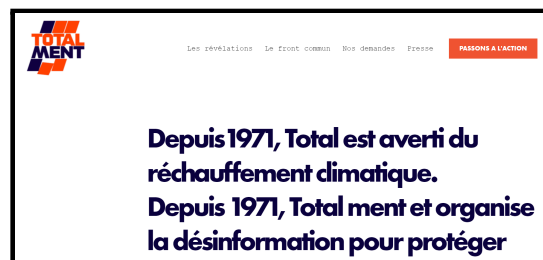 TOTAL
MENT
Les révélations Le front commun Nos demandes Presse PASSONS A L'ACTION
Depuis 1971, Total est averti du
réchauffement climatique.
Depuis 1971, Total ment et organise
la désinformation pour protéger